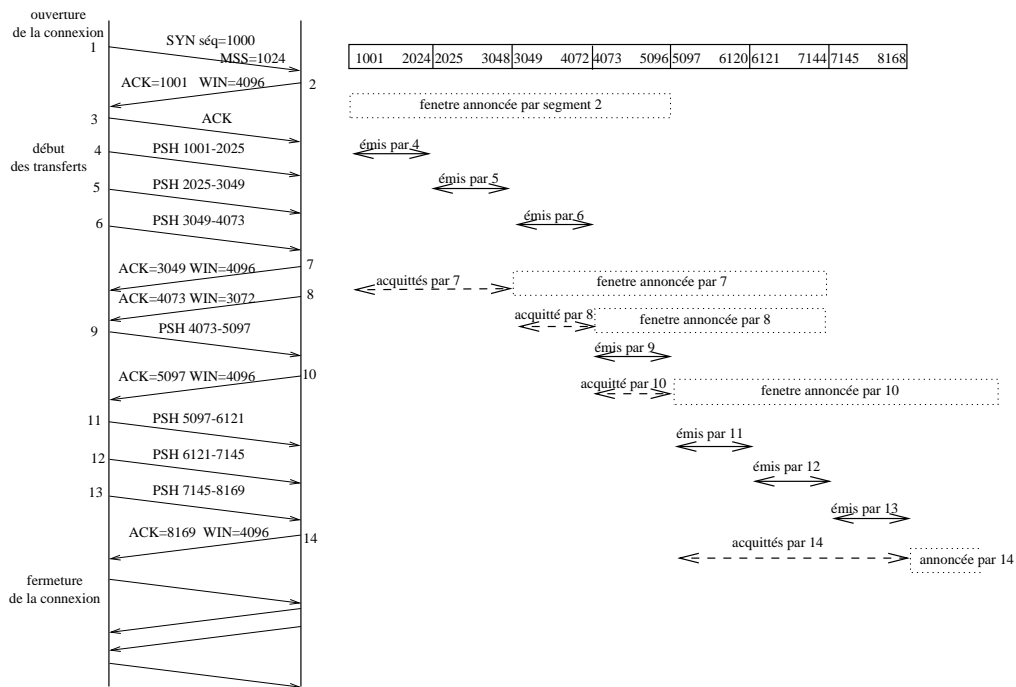 ouverture
de la connexion
1
SYN séq=1000
MSS=1024
1001 2024 2025 3048 3049 4072 4073 5096 5097 6120 6121 7144 7145 8168
ACK=1001 WIN=4096
2
fenetre annoncée par segment 2
3
ACK
début
des transferts
4
PSH 1001-2025
émis par 4
5
PSH 2025-3049
émis par 5
6
PSH 3049-4073
émis par 6
ACK=3049 WIN=4096
7
acquittés par 7
fenetre annoncée par 7
ACK=4073 WIN=3072
8
acquitté par 8
fenetre annoncée par 8
9
PSH 4073-5097
émis par 9
ACK=5097 WIN=4096
10
acquitté par 10
fenetre annoncée par 10
11
PSH 5097-6121
émis par 11
12
PSH 6121-7145
émis par 12
13
PSH 7145-8169
émis par 13
ACK=8169 WIN=4096
14
acquittés par 14
annoncée par 14
fermeture
de la connexion